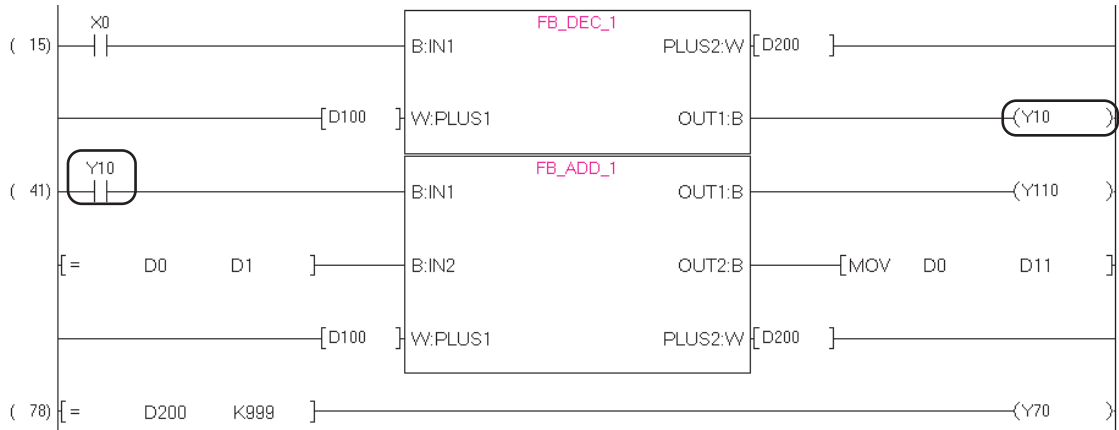 X0 FB_DEC_1
( 15) B:IN1 PLUS2:W [D200 ]
[D100 ] W:PLUS1 OUT1:B (Y10 )
Y10 FB_ADD_1
( 41) B:IN1 OUT1:B (Y110 )
[= D0 D1 ] B:IN2 OUT2:B [MOV D0 D11 ]
[D100 ] W:PLUS1 PLUS2:W [D200 ]
( 78) [= D200 K999 ] (Y70 )